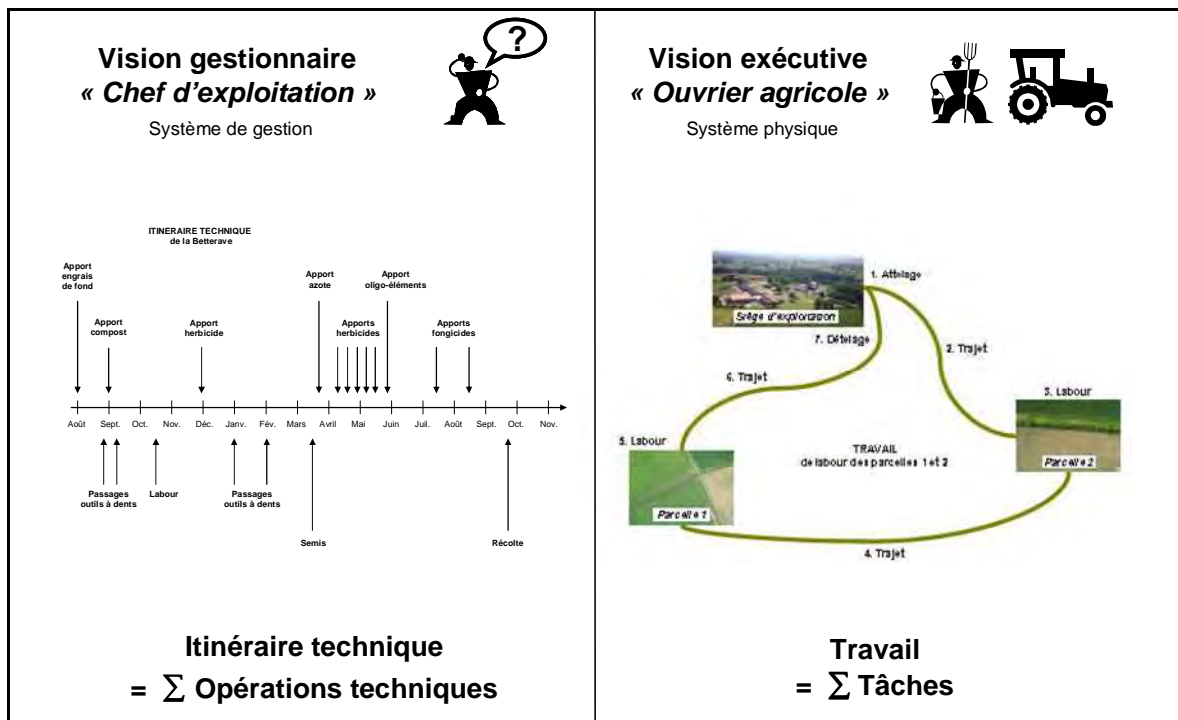 Vision gestionnaire
« Chef d'exploitation »
Système de gestion
?
ITINERAIRE TECHNIQUE
de la Betterave
Apport
engrais
de fond
Apport
compost
Apport
herbicide
Apport
azote
Apports
herbicides
Apport
oligo-éléments
Apports
fongicides
Août
Sept.
Oct.
Nov.
Déc.
Janv.
Fév.
Mars
Avril
Mai
Juin
Juil.
Août
Sept.
Oct.
Nov.
Passages
outils à dents
Labour
Passages
outils à dents
Semis
Récolte
Itinéraire technique
= ∑ Opérations techniques
Vision exécutive
« Ouvrier agricole »
Système physique
1. Attelage
Siège d'exploitation
7. Dételage
2. Trajet
6. Trajet
3. Labour
Parcelle 2
5. Labour
TRAVAIL
de labour des parcelles 1 et 2
Parcelle 1
4. Trajet
Travail
= ∑ Tâches